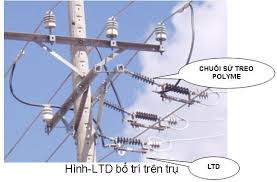 CHUỖI SỨ TREO
POLYME
LTD
Hình-LTD bố trí trên trụ